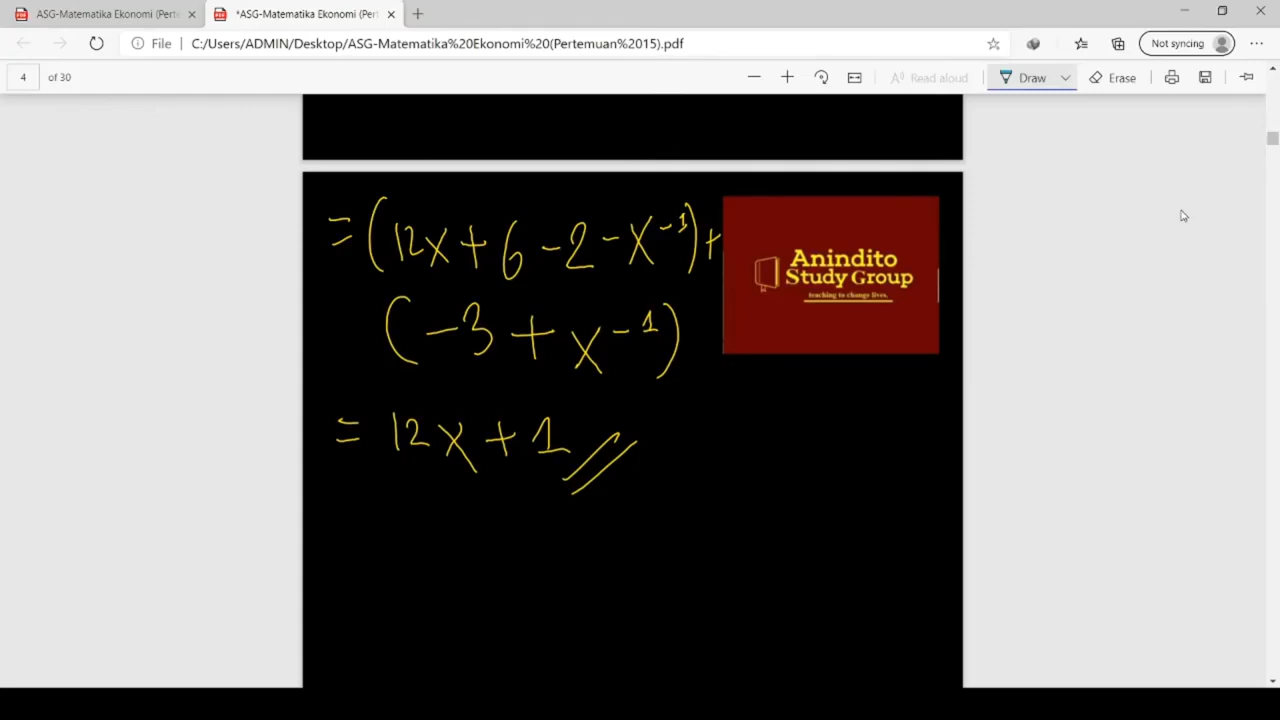 ASG-Matematika Ekonomi (Perte
*ASG-Matematika Ekonomi (Pert
File | C:/Users/ADMIN/Desktop/ASG-Matematika%20Ekonomi%20(Pertemuan%2015).pdf
Not syncing
4 of 30
Read aloud
Draw
Erase
= (12x + 6 - 2 - x⁻¹) +
(-3 + x⁻¹)
= 12x + 1
Anindito
Study Group
teaching to change lives.